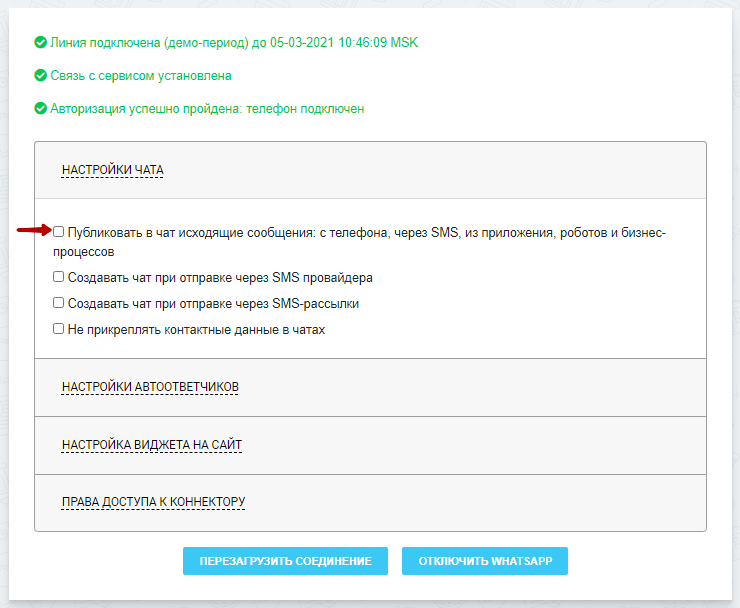 Линия подключена (демо-период) до 05-03-2021 10:46:09 MSK
Связь с сервисом установлена
Авторизация успешно пройдена: телефон подключен
НАСТРОЙКИ ЧАТА
Публиковать в чат исходящие сообщения: с телефона, через SMS, из приложения, роботов и бизнес-
процессов
Создавать чат при отправке через SMS провайдера
Создавать чат при отправке через SMS-рассылки
Не прикреплять контактные данные в чатах
НАСТРОЙКИ АВТООТВЕТЧИКОВ
НАСТРОЙКА ВИДЖЕТА НА САЙТ
ПРАВА ДОСТУПА К КОННЕКТОРУ
ПЕРЕЗАГРУЗИТЬ СОЕДИНЕНИЕ ОТКЛЮЧИТЬ WHATSAPP